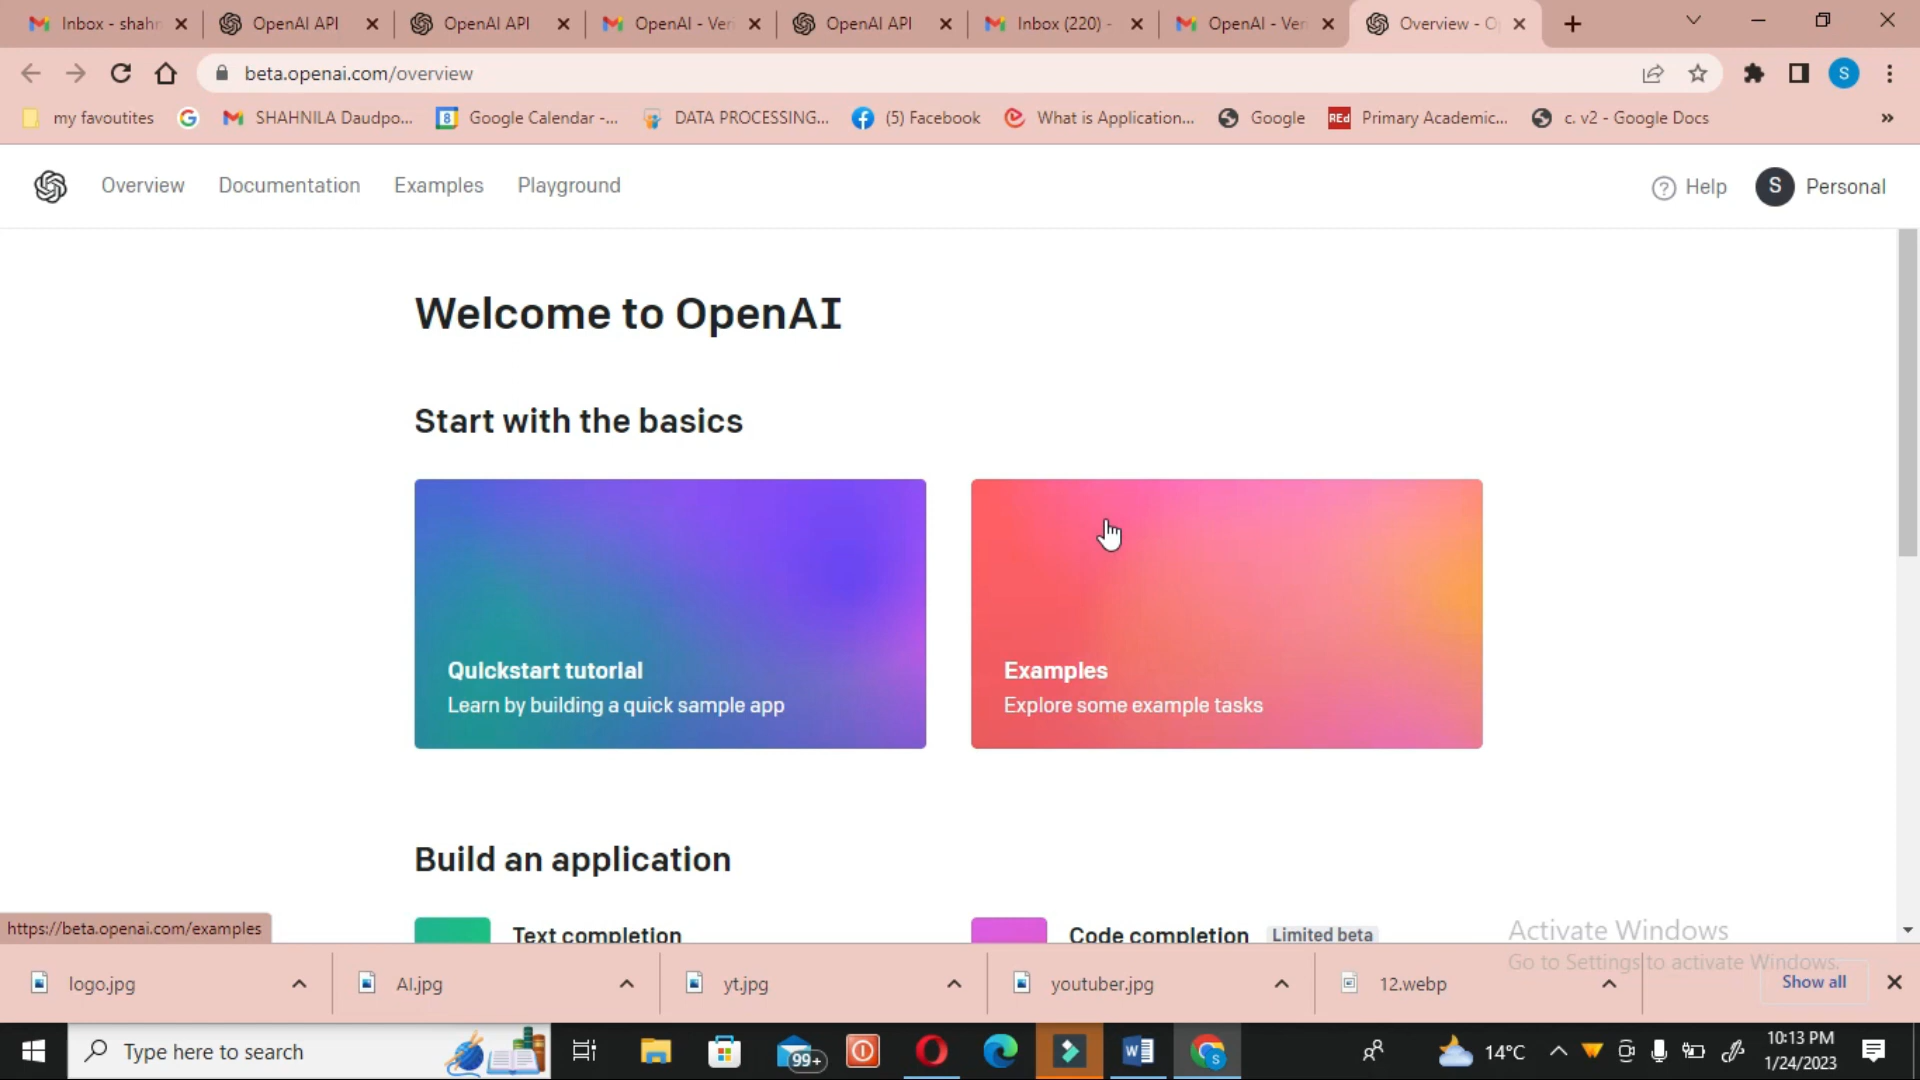 Inbox - shahn
OpenAI API
OpenAI API
OpenAI - Ver
OpenAI API
Inbox (220) -
OpenAI - Ver
Overview - O
beta.openai.com/overview
S
my favoutites
SHAHNILA Daudpo...
8
Google Calendar -...
DATA PROCESSING...
(5) Facebook
What is Application...
Google
REd
Primary Academic...
c. v2 - Google Docs
»
Overview
Documentation
Examples
Playground
? Help
S Personal
Welcome to OpenAI
Start with the basics
Quickstart tutorial
Learn by building a quick sample app
Examples
Explore some example tasks
Build an application
Text completion
Code completion
Limited beta
https://beta.openai.com/examples
Activate Windows
Go to Settings to activate Windows.
logo.jpg
AI.jpg
yt.jpg
youtuber.jpg
12.webp
Show all
Type here to search
99+
S
14°C
10:13 PM
1/24/2023